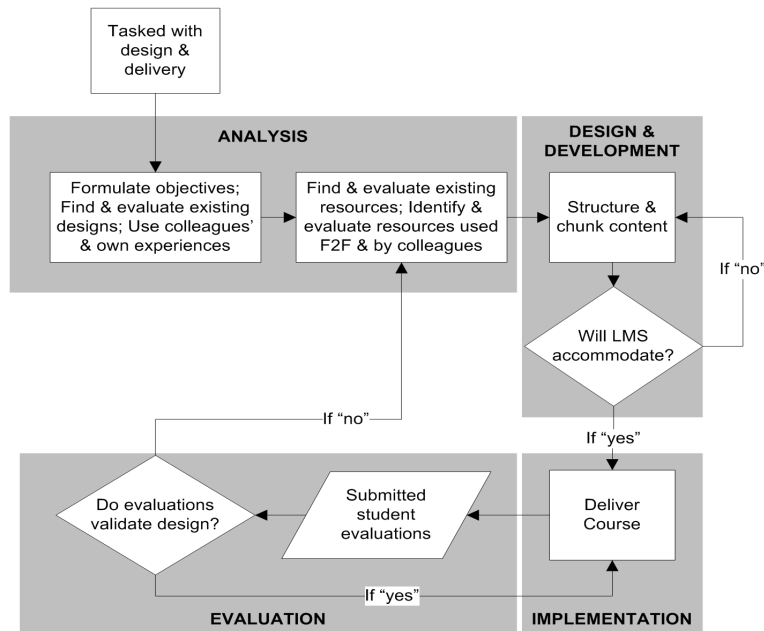 Tasked with
design &
delivery
ANALYSIS
DESIGN &
DEVELOPMENT
Formulate objectives;
Find & evaluate existing
designs; Use colleagues'
& own experiences
Find & evaluate existing
resources; Identify &
evaluate resources used
F2F & by colleagues
Structure &
chunk content
If “no”
Will LMS
accommodate?
If “no”
If “yes”
Do evaluations
validate design?
Submitted
student
evaluations
Deliver
Course
If “yes”
EVALUATION
IMPLEMENTATION